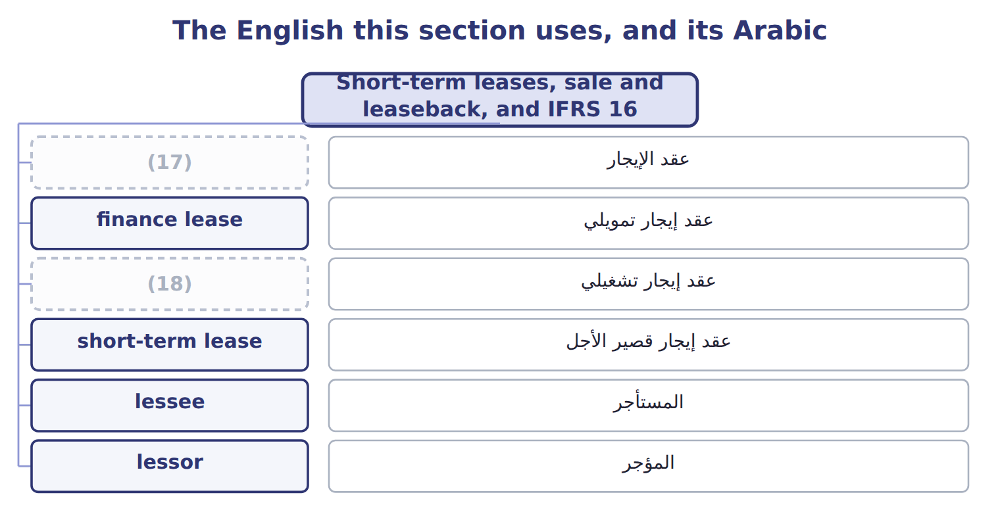 The English this section uses, and its Arabic
Short-term leases, sale and
leaseback, and IFRS 16
(17)
عقد الإيجار
finance lease
عقد إيجار تمويلي
(18)
عقد إيجار تشغيلي
short-term lease
عقد إيجار قصير الأجل
lessee
المستأجر
lessor
المؤجر